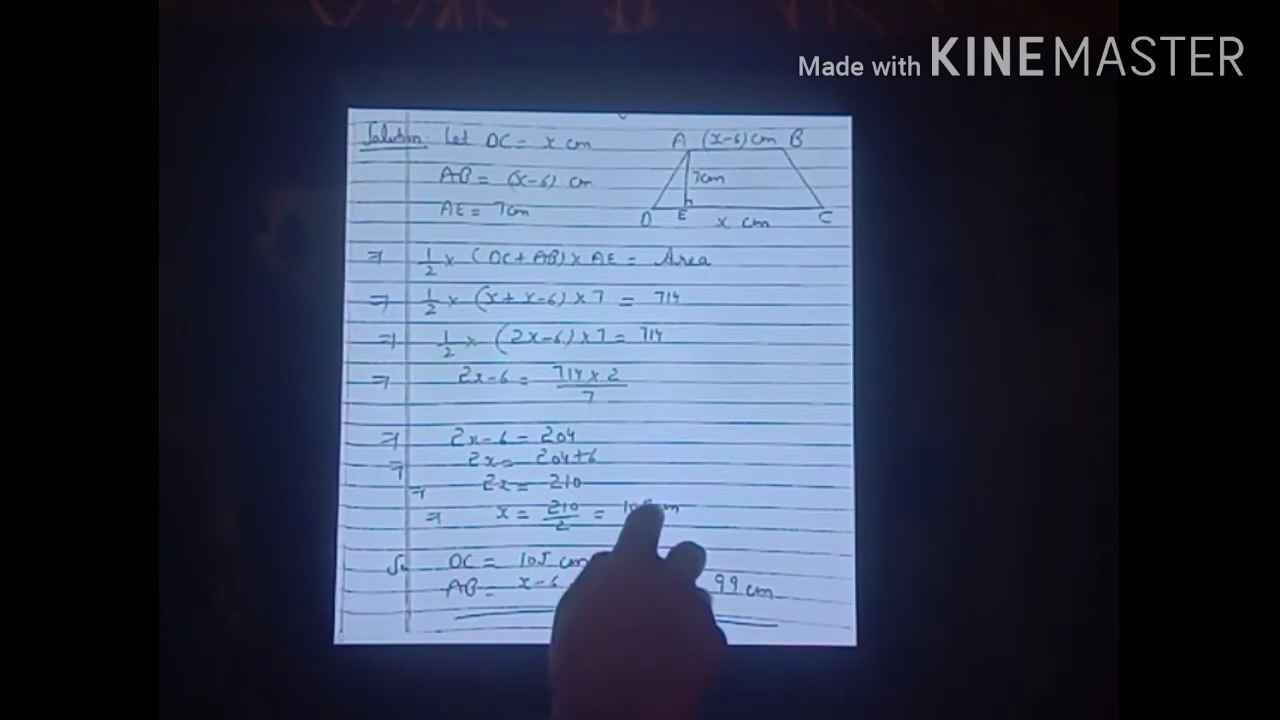 Made with KINEMASTER
Solution. Let DC = x cm
A (x-6) cm B
AB = (x-6) cm
7cm
AE = 7cm
D E x cm C
⇒ 1/2 × (DC + AB) × AE = Area
⇒ 1/2 × (x + x-6) × 7 = 714
⇒ 1/2 × (2x-6) × 7 = 714
⇒ 2x-6 = 714 × 2 / 7
⇒ 2x-6 = 204
⇒ 2x = 204+6
⇒ 2x = 210
⇒ x = 210/2 = cm
So DC = 105 cm
AB = x-6 99 cm